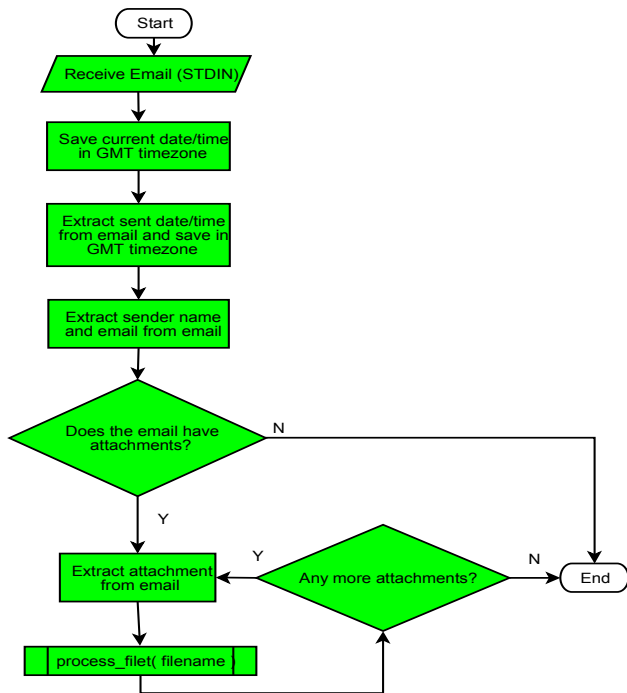 Start
Receive Email (STDIN)
Save current date/time
in GMT timezone
Extract sent date/time
from email and save in
GMT timezone
Extract sender name
and email from email
Does the email have
attachments?
N
Y
Extract attachment
from email
Y
Any more attachments?
N
End
process_filet( filename )